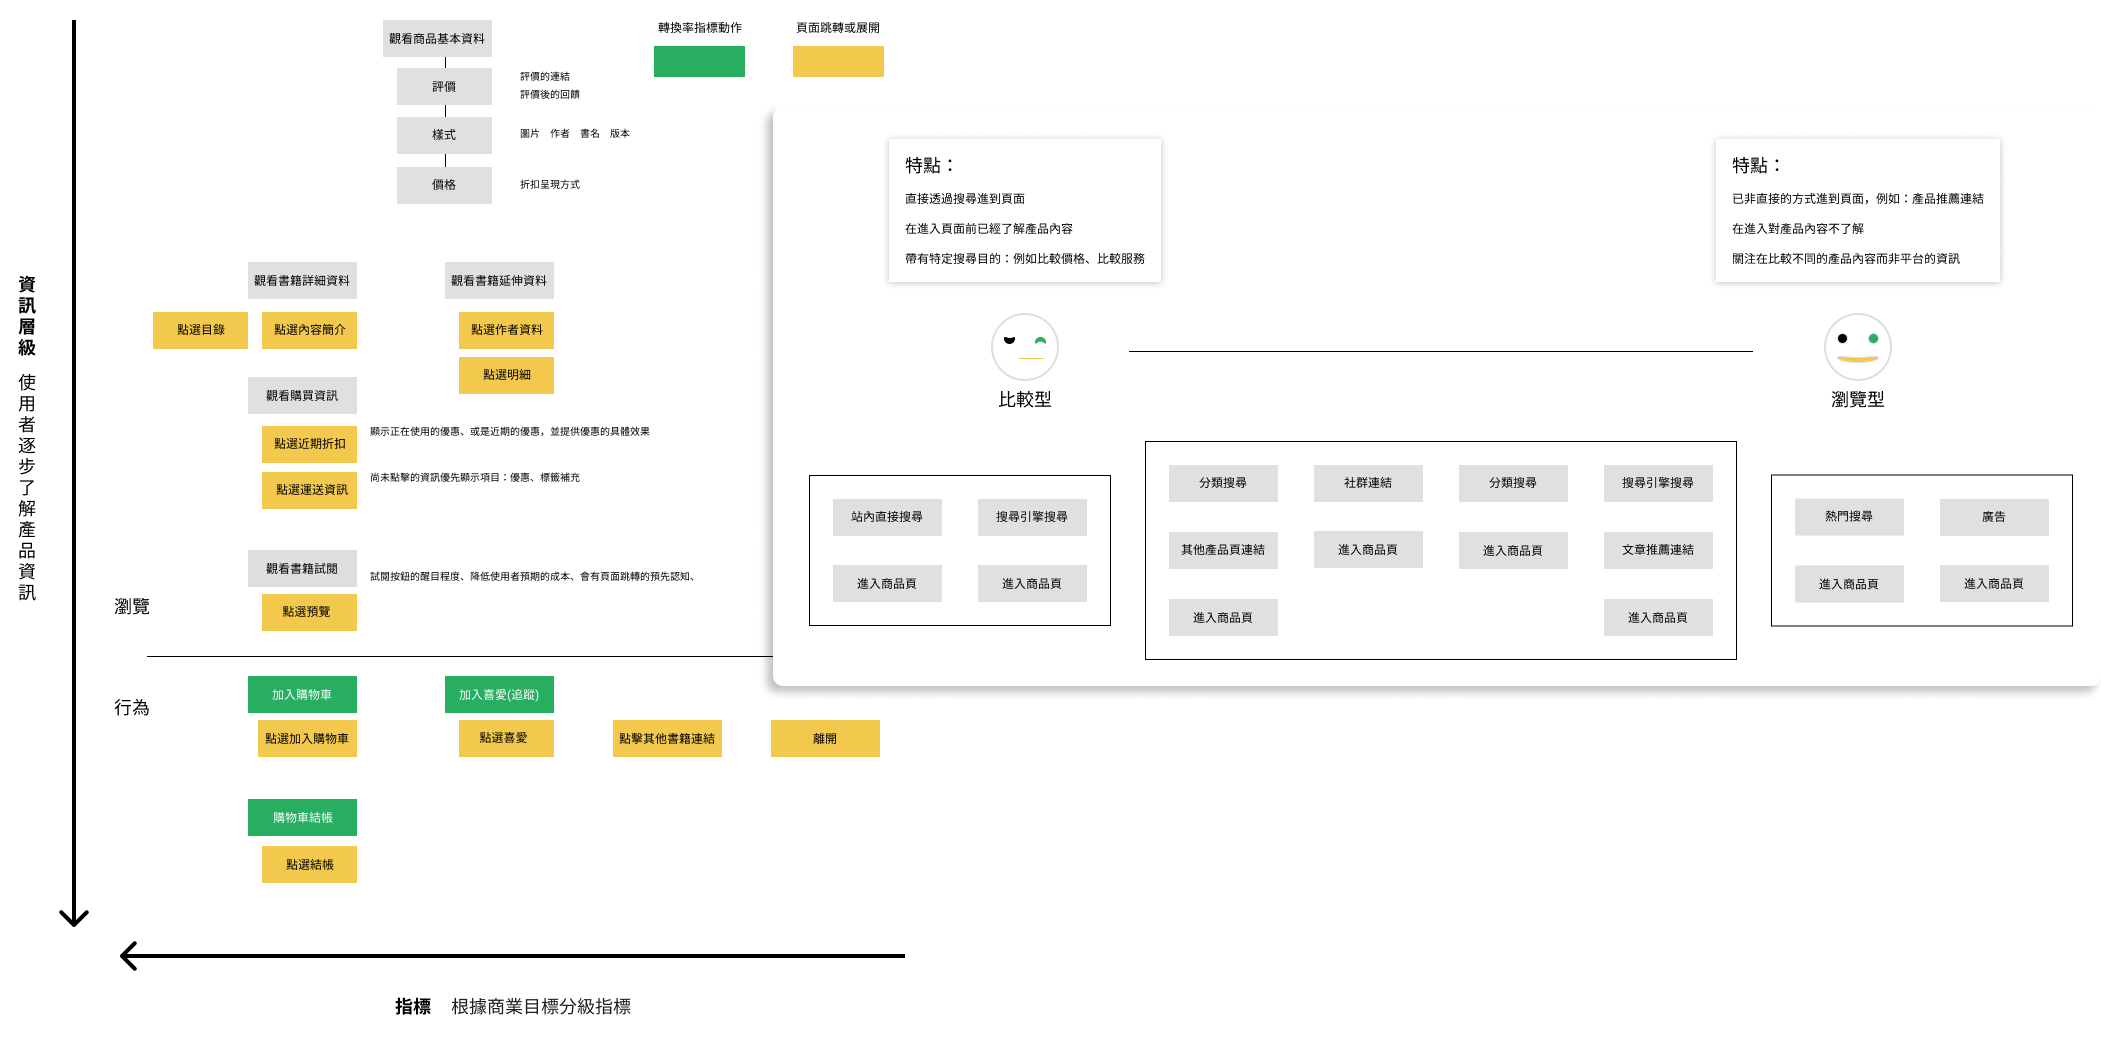 資訊層級 使用者逐步了解產品資訊
觀看商品基本資料
評價
評價的連結
評價後的回饋
樣式
圖片 作者 書名 版本
價格
折扣呈現方式
轉換率指標動作
頁面跳轉或展開
觀看書籍詳細資料
觀看書籍延伸資料
點選目錄
點選內容簡介
點選作者資料
點選明細
觀看購買資訊
點選近期折扣
顯示正在使用的優惠、或是近期的優惠，並提供優惠的具體效果
點選運送資訊
尚未點擊的資訊優先顯示項目：優惠、標籤補充
觀看書籍試閱
試閱按鈕的醒目程度、降低使用者預期的成本、會有頁面跳轉的預先認知、
點選預覽
瀏覽
行為
加入購物車
加入喜愛(追蹤)
點選加入購物車
點選喜愛
點擊其他書籍連結
離開
購物車結帳
點選結帳
指標 根據商業目標分級指標
特點：
直接透過搜尋進到頁面
在進入頁面前已經了解產品內容
帶有特定搜尋目的：例如比較價格、比較服務
特點：
已非直接的方式進到頁面，例如：產品推薦連結
在進入對產品內容不了解
關注在比較不同的產品內容而非平台的資訊
比較型
瀏覽型
站內直接搜尋
搜尋引擎搜尋
進入商品頁
進入商品頁
分類搜尋
社群連結
分類搜尋
搜尋引擎搜尋
其他產品頁連結
進入商品頁
進入商品頁
文章推薦連結
進入商品頁
進入商品頁
熱門搜尋
廣告
進入商品頁
進入商品頁